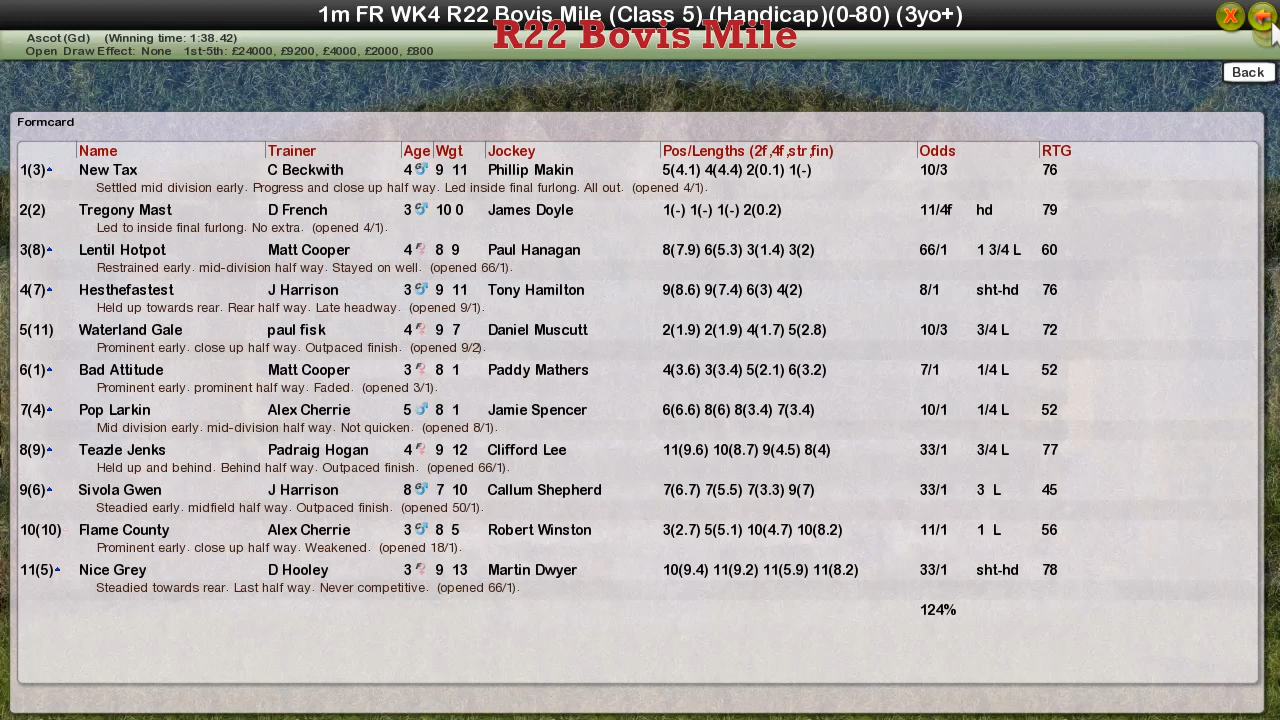 1m FR WK4 R22 Bovis Mile (Class 5) (Handicap)(0-80) (3yo+)
R22 Bovis Mile
Ascot(Gd) (Winning time: 1:38.42)
Open Draw Effect: None 1st-5th: £24000, £9200, £4000, £2000, £800
X
Back
Formcard
Name Trainer Age Wgt Jockey Pos/Lengths (2f,4f,str,fin) Odds RTG
1(3) New Tax C Beckwith 4 9 11 Phillip Makin 5(4.1) 4(4.4) 2(0.1) 1(-) 10/3 76
Settled mid division early. Progress and close up half way. Led inside final furlong. All out. (opened 4/1).
2(2) Tregony Mast D French 3 10 0 James Doyle 1(-) 1(-) 1(-) 2(0.2) 11/4f hd 79
Led to inside final furlong. No extra. (opened 4/1).
3(8) Lentil Hotpot Matt Cooper 4 8 9 Paul Hanagan 8(7.9) 6(5.3) 3(1.4) 3(2) 66/1 1 3/4 L 60
Restrained early. mid-division half way. Stayed on well. (opened 66/1).
4(7) Hesthefastest J Harrison 3 9 11 Tony Hamilton 9(8.6) 9(7.4) 6(3) 4(2) 8/1 sht-hd 76
Held up towards rear. Rear half way. Late headway. (opened 9/1).
5(11) Waterland Gale paul fisk 4 9 7 Daniel Muscutt 2(1.9) 2(1.9) 4(1.7) 5(2.8) 10/3 3/4 L 72
Prominent early. close up half way. Outpaced finish. (opened 9/2).
6(1) Bad Attitude Matt Cooper 3 8 1 Paddy Mathers 4(3.6) 3(3.4) 5(2.1) 6(3.2) 7/1 1/4 L 52
Prominent early. prominent half way. Faded. (opened 3/1).
7(4) Pop Larkin Alex Cherrie 5 8 1 Jamie Spencer 6(6.6) 8(6) 8(3.4) 7(3.4) 10/1 1/4 L 52
Mid division early. mid-division half way. Not quicken. (opened 8/1).
8(9) Teazle Jenks Padraig Hogan 4 9 12 Clifford Lee 11(9.6) 10(8.7) 9(4.5) 8(4) 33/1 3/4 L 77
Held up and behind. Behind half way. Outpaced finish. (opened 66/1).
9(6) Sivola Gwen J Harrison 8 7 10 Callum Shepherd 7(6.7) 7(5.5) 7(3.3) 9(7) 33/1 3 L 45
Steadied early. midfield half way. Outpaced finish. (opened 50/1).
10(10) Flame County Alex Cherrie 3 8 5 Robert Winston 3(2.7) 5(5.1) 10(4.7) 10(8.2) 11/1 1 L 56
Prominent early. close up half way. Weakened. (opened 18/1).
11(5) Nice Grey D Hooley 3 9 13 Martin Dwyer 10(9.4) 11(9.2) 11(5.9) 11(8.2) 33/1 sht-hd 78
Steadied towards rear. Last half way. Never competitive. (opened 66/1).
124%